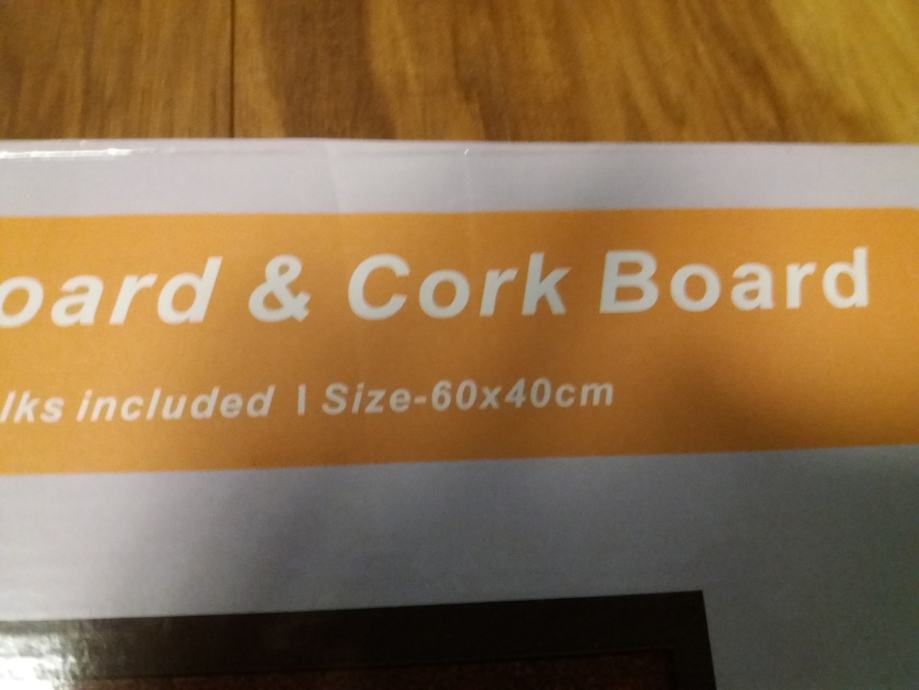 oard & Cork Board
lks included | Size-60x40cm